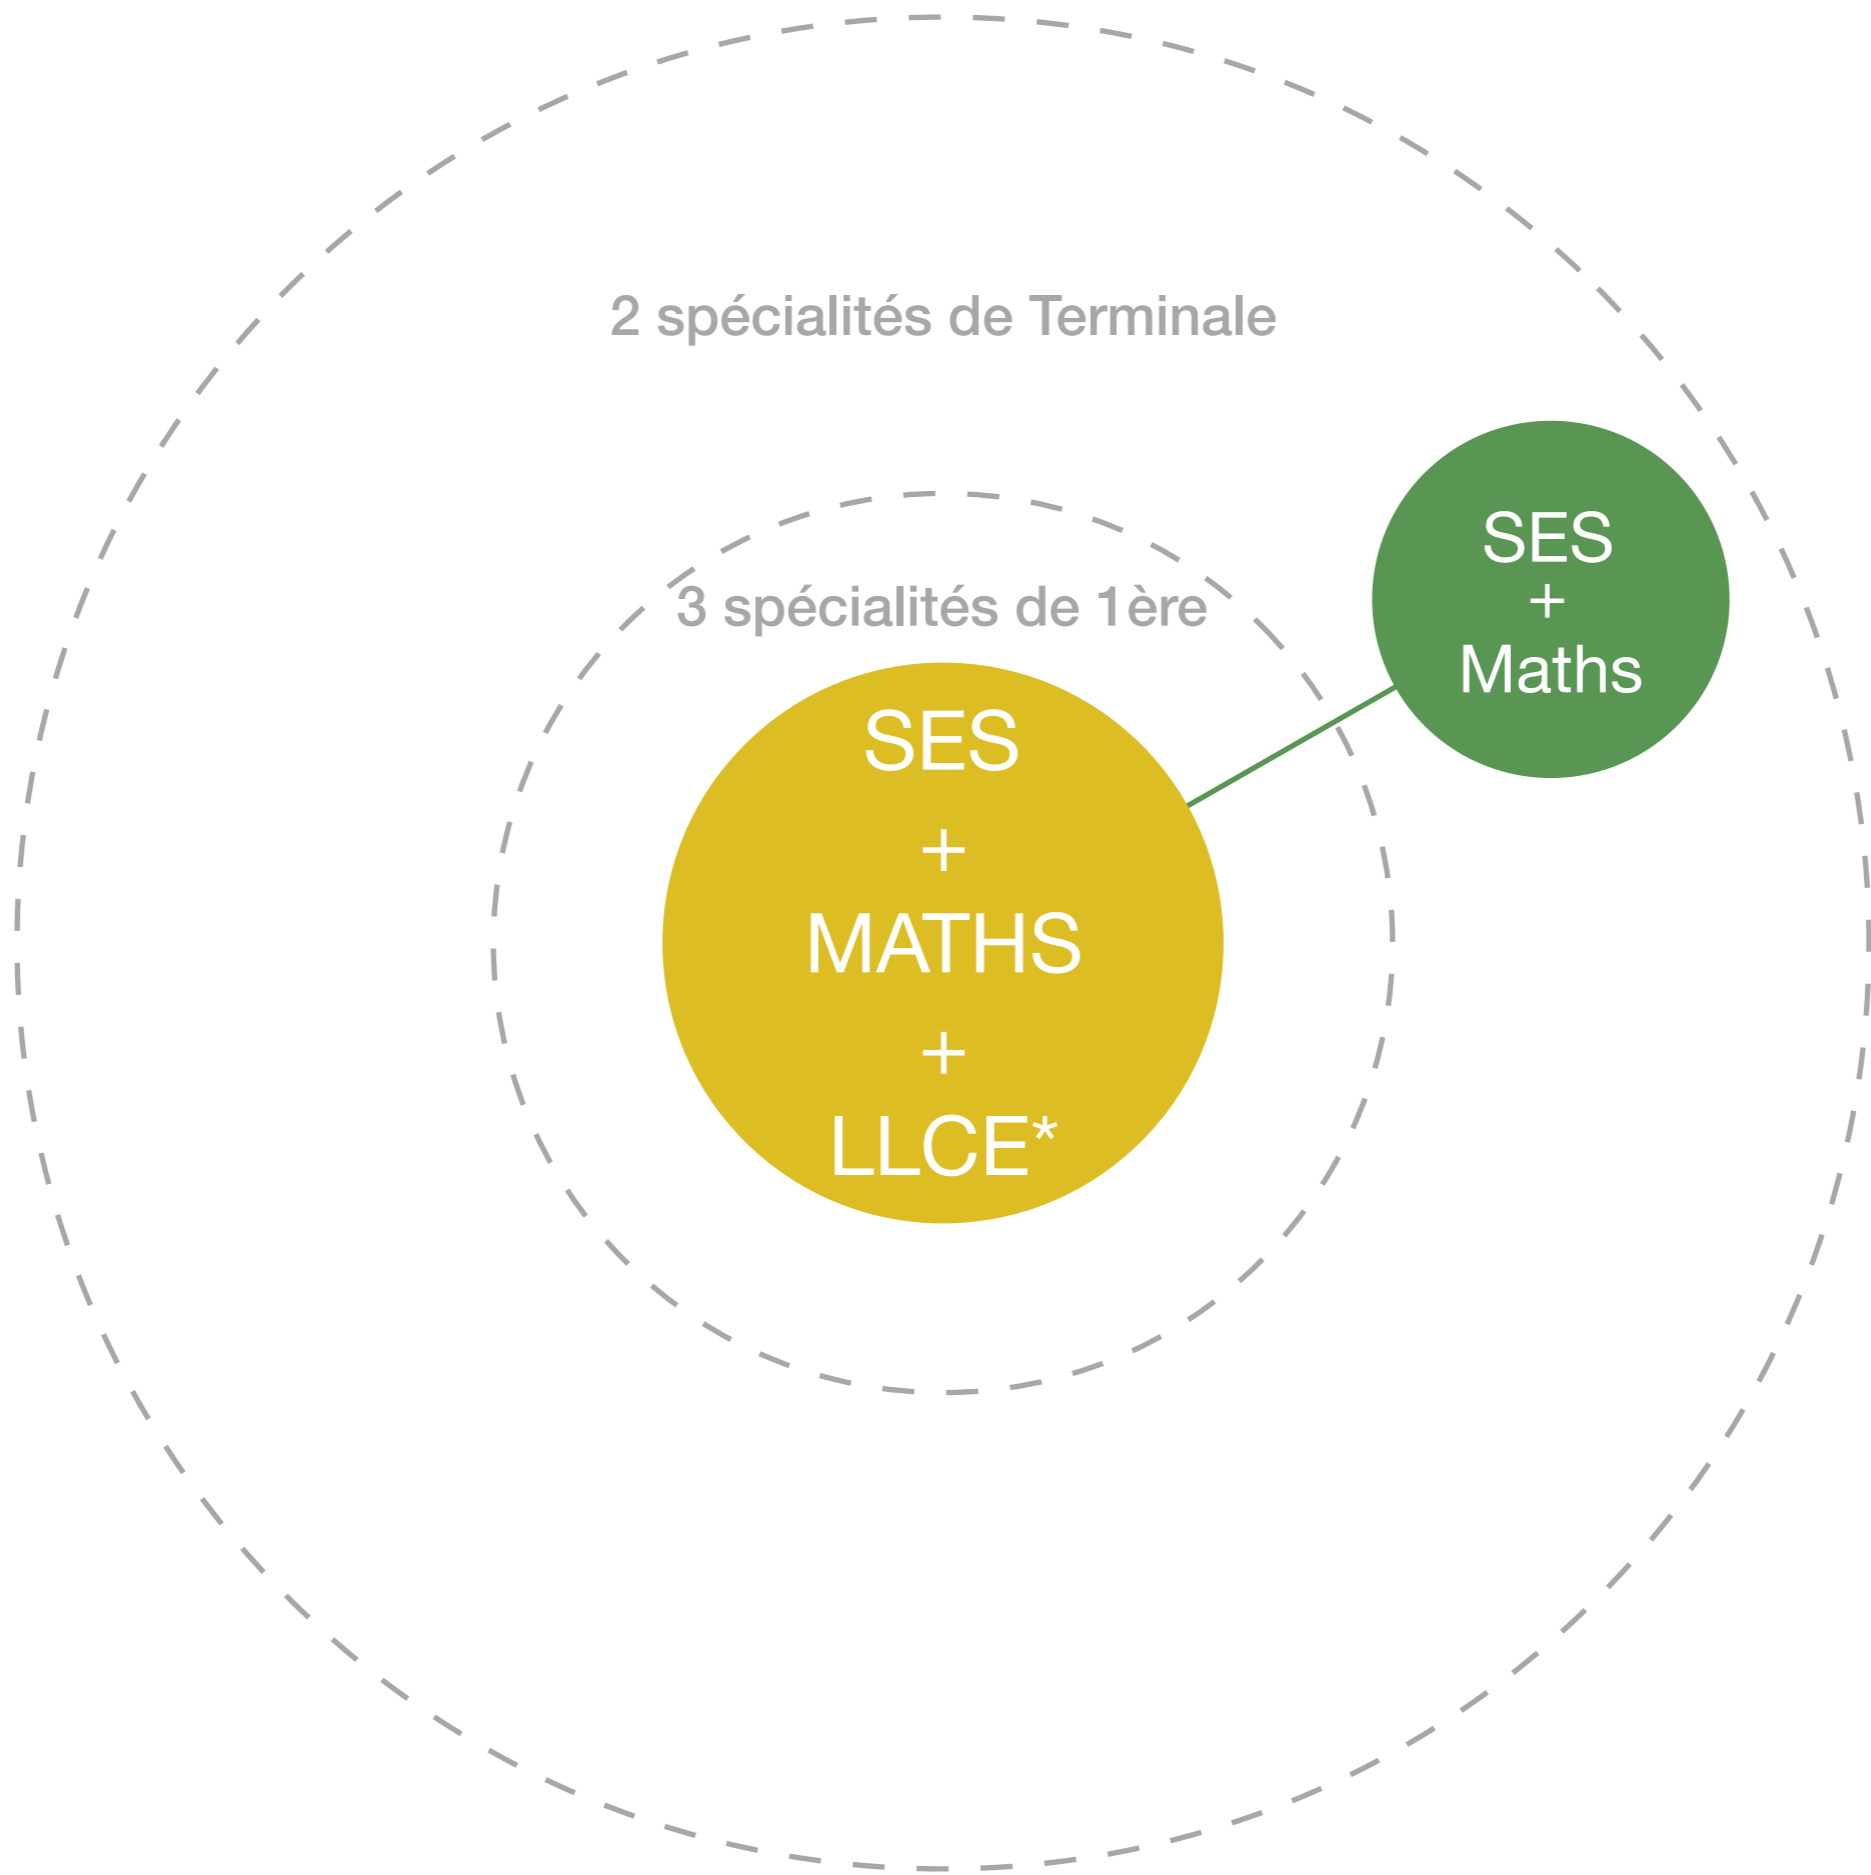 2 spécialités de Terminale
3 spécialités de 1ère
SES
+
MATHS
+
LLCE*
SES
+
Maths